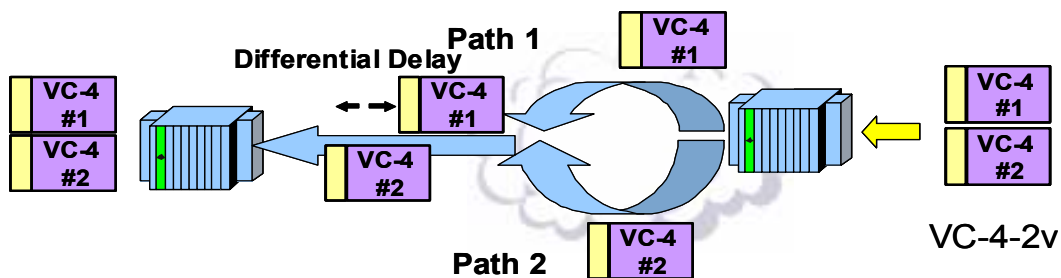 Path 1
VC-4
#1
Differential Delay
VC-4
#1
VC-4
#1
VC-4
#1
VC-4
#2
VC-4
#2
VC-4
#2
VC-4
#2
Path 2
VC-4-2v